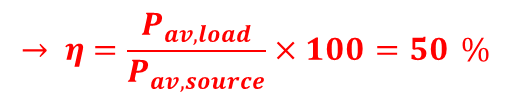 → η = P_av,load / P_av,source × 100 = 50 %